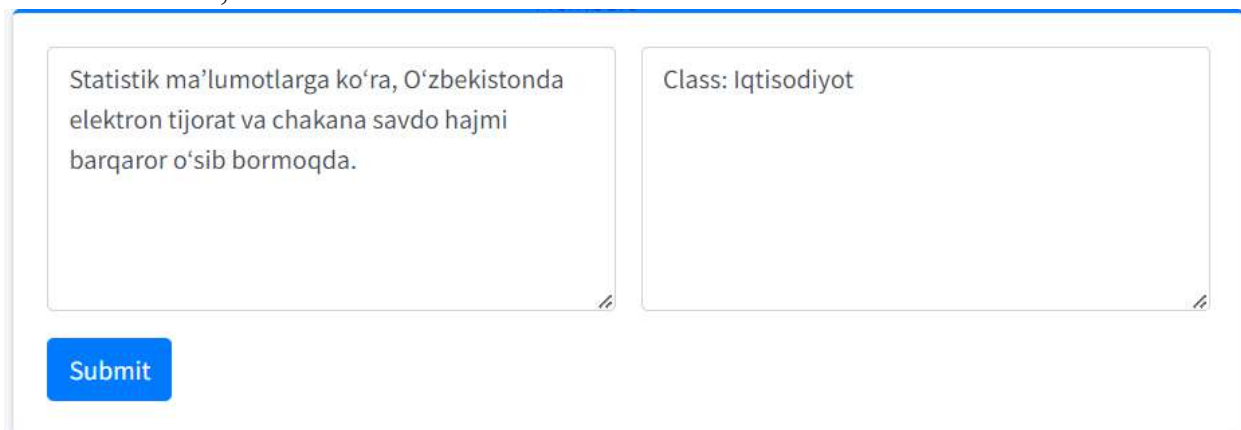 Statistik ma’lumotlarga ko‘ra, O‘zbekistonda
elektron tijorat va chakana savdo hajmi
barqaror o‘sib bormoqda.
Class: Iqtisodiyot
Submit